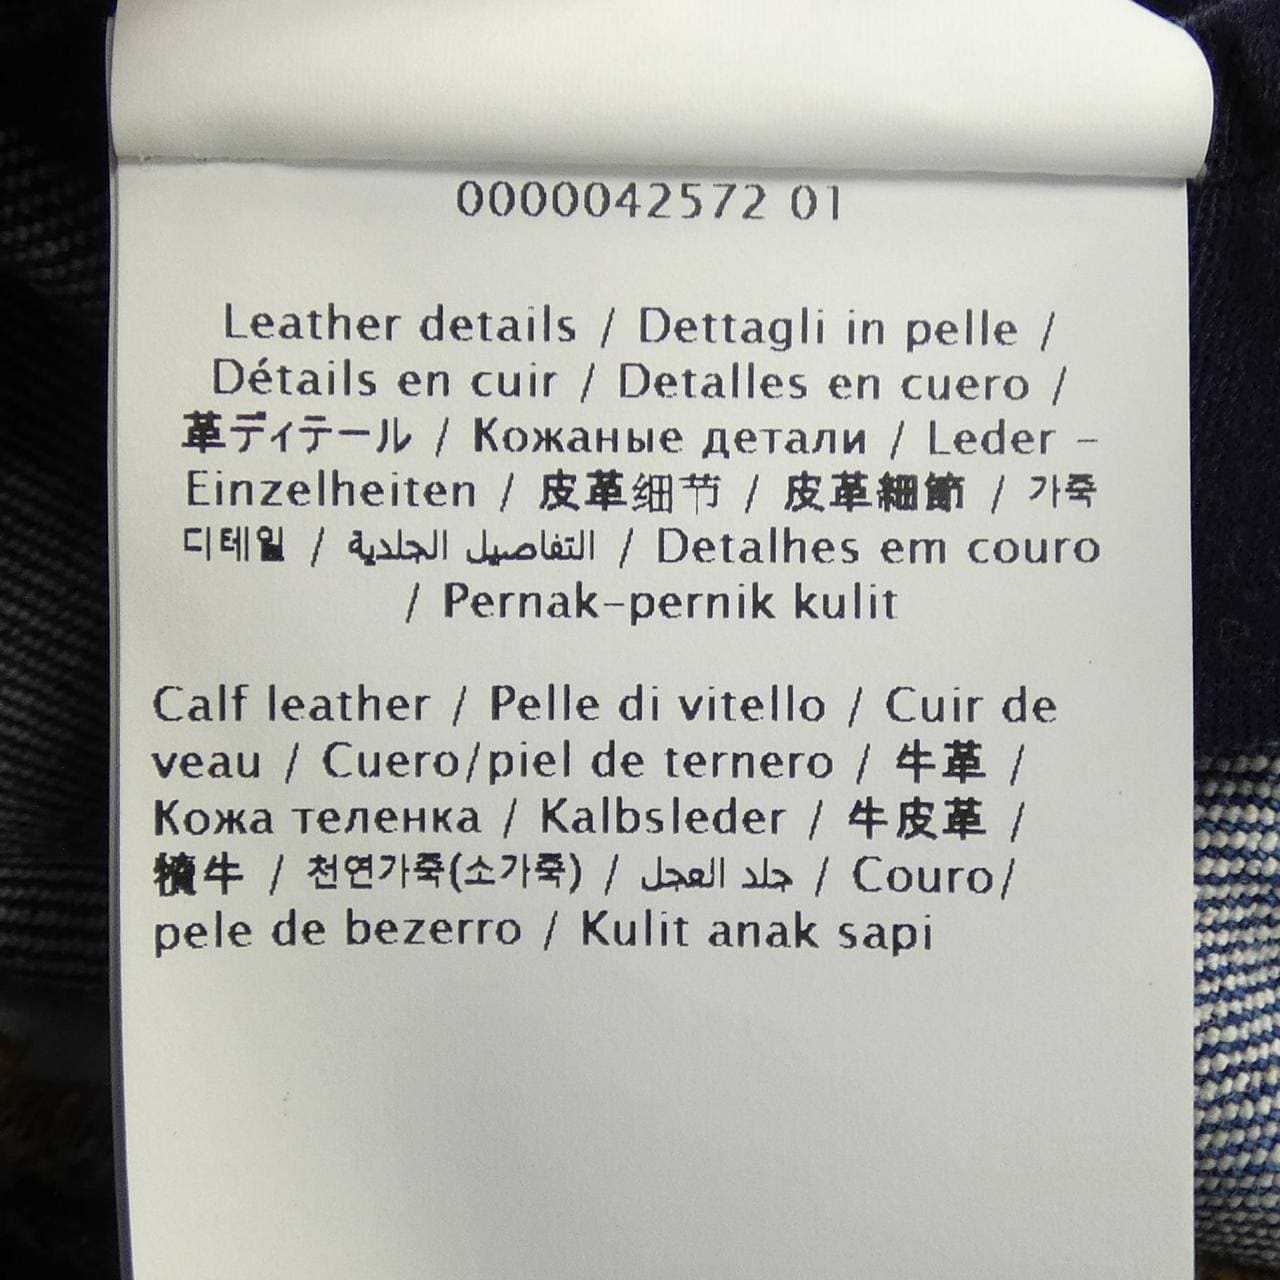 0000042572 01
Leather details / Dettagli in pelle /
Détails en cuir / Detalles en cuero /
革ディテール / Кожаные детали / Leder -
Einzelheiten / 皮革细节 / 皮革細節 / 가죽
디테일 / التفاصيل الجلدية / Detalhes em couro
/ Pernak-pernik kulit
Calf leather / Pelle di vitello / Cuir de
veau / Cuero/piel de ternero / 牛革 /
Кожа теленка / Kalbsleder / 牛皮革 /
犢牛 / 천연가죽(소가죽) / جلد العجل / Couro/
pele de bezerro / Kulit anak sapi